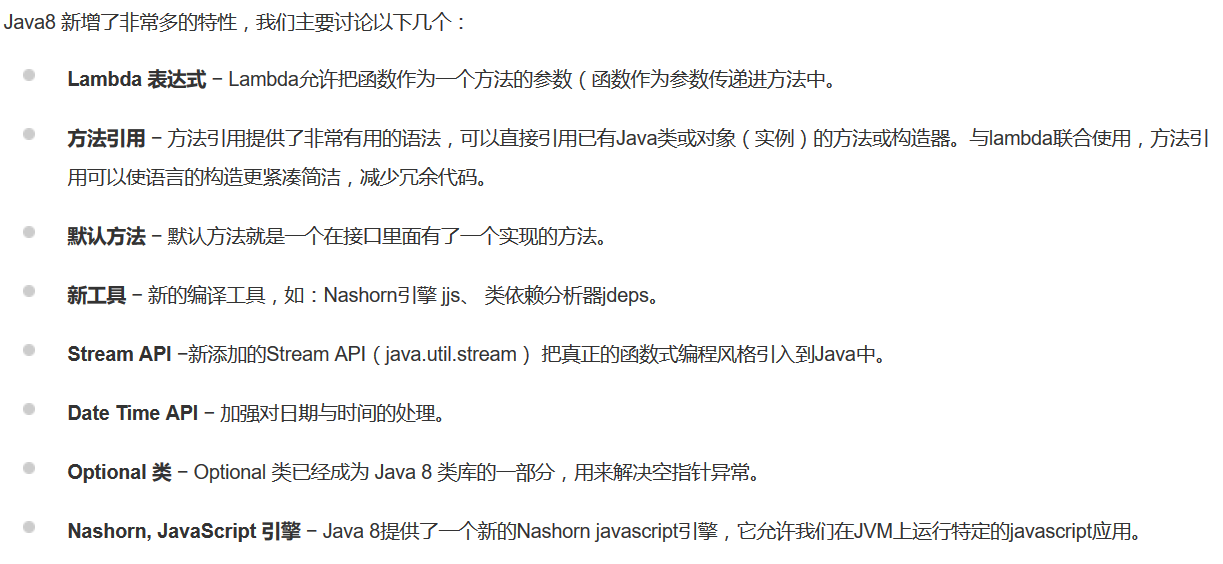 Java8 新增了非常多的特性，我们主要讨论以下几个：
Lambda 表达式 − Lambda允许把函数作为一个方法的参数（函数作为参数传递进方法中。
方法引用 − 方法引用提供了非常有用的语法，可以直接引用已有Java类或对象（实例）的方法或构造器。与lambda联合使用，方法引
用可以使语言的构造更紧凑简洁，减少冗余代码。
默认方法 − 默认方法就是一个在接口里面有了一个实现的方法。
新工具 − 新的编译工具，如：Nashorn引擎 jjs、 类依赖分析器jdeps。
Stream API −新添加的Stream API（java.util.stream） 把真正的函数式编程风格引入到Java中。
Date Time API − 加强对日期与时间的处理。
Optional 类 − Optional 类已经成为 Java 8 类库的一部分，用来解决空指针异常。
Nashorn, JavaScript 引擎 − Java 8提供了一个新的Nashorn javascript引擎，它允许我们在JVM上运行特定的javascript应用。